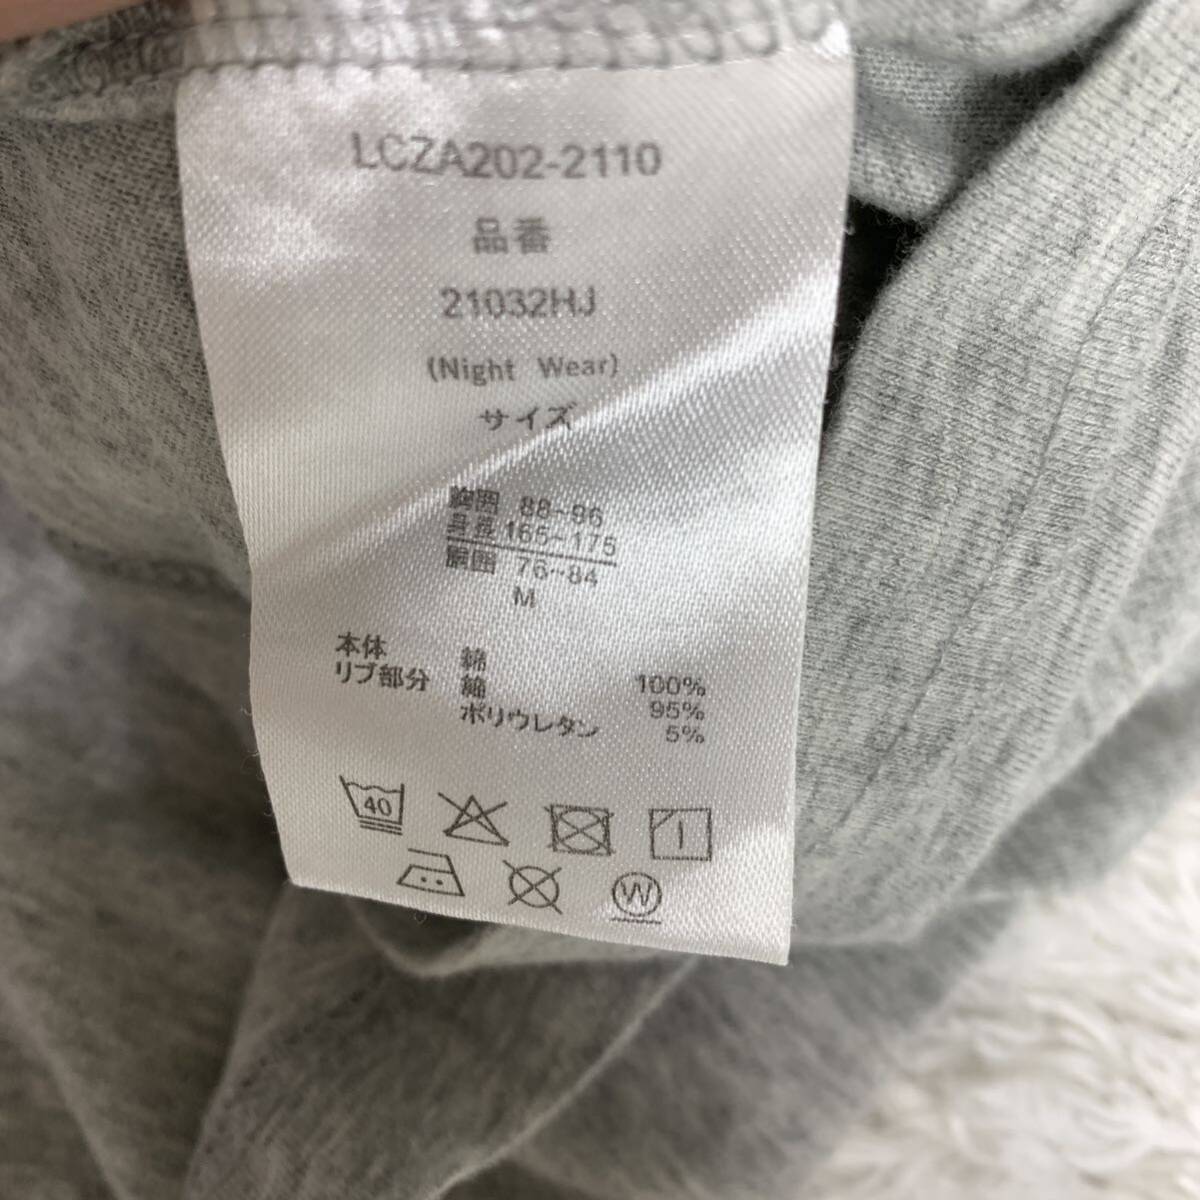 LCZA202-2110
品番
21032HJ
(Night Wear)
サイズ
胸囲 88~96
身長 165~175
胴囲 76~84
M
本体 綿 100%
リブ部分 綿 95%
ポリウレタン 5%
40
W